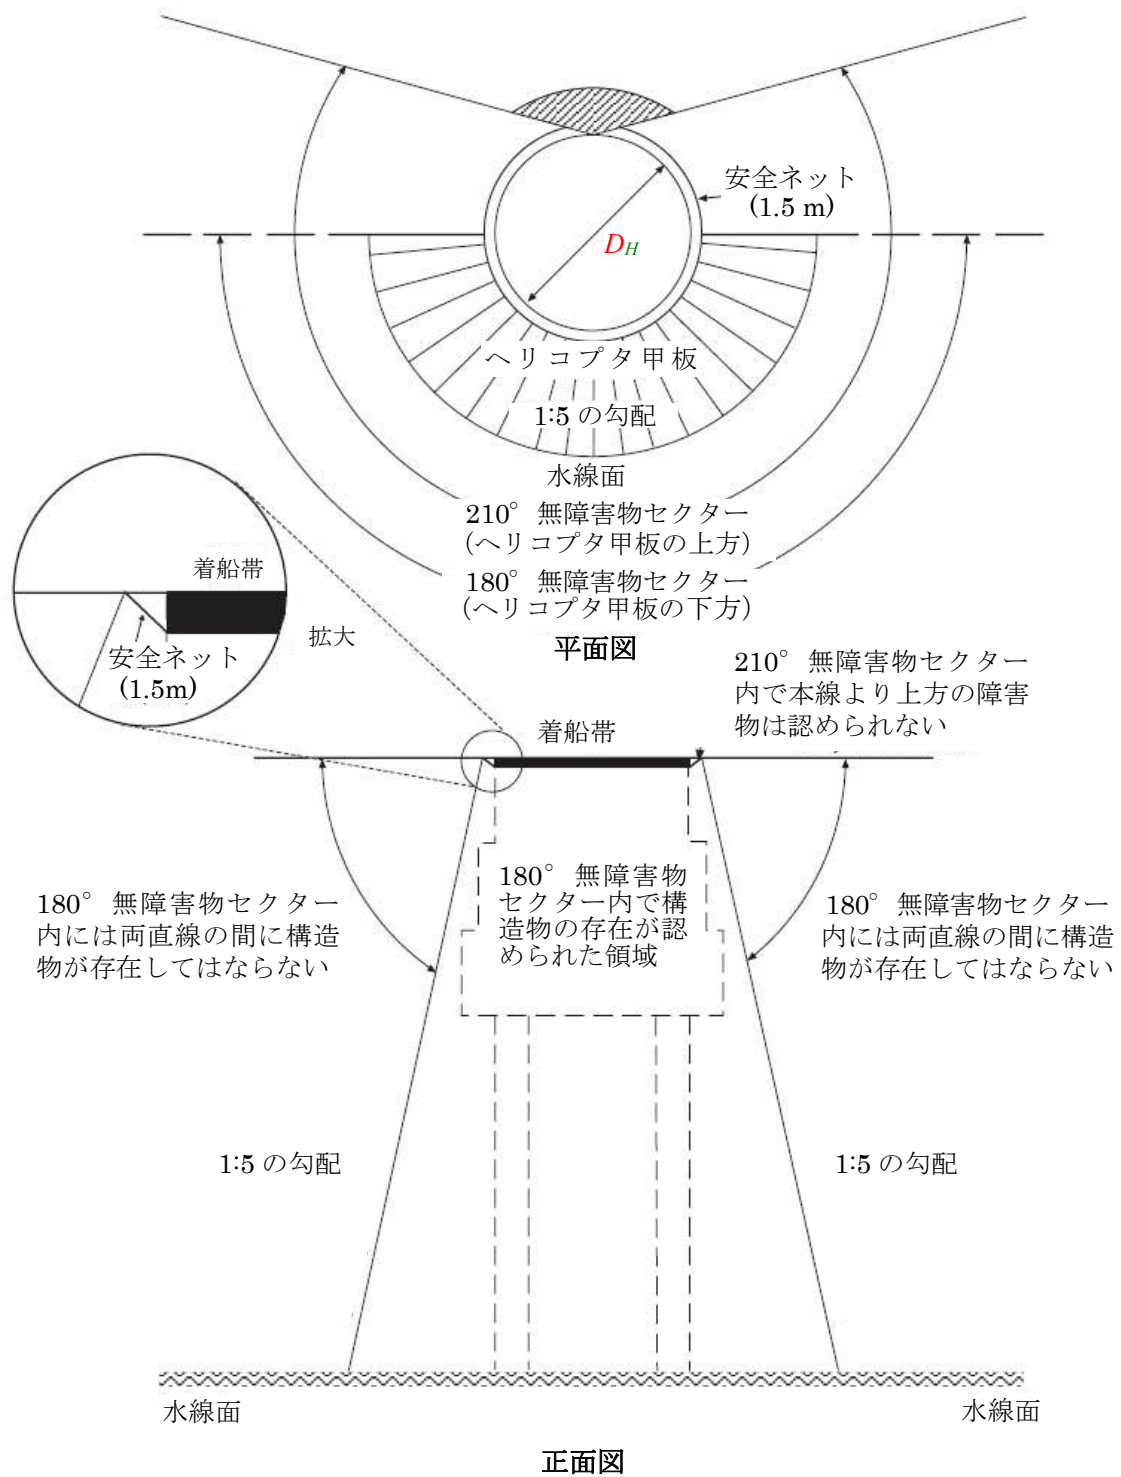 安全ネット
(1.5 m)
DH
ヘリコプタ甲板
1:5 の勾配
水線面
210° 無障害物セクター
(ヘリコプタ甲板の上方)
180° 無障害物セクター
(ヘリコプタ甲板の下方)
平面図
着船帯
安全ネット
(1.5m)
拡大
210° 無障害物セクター
内で本線より上方の障害
物は認められない
着船帯
180° 無障害物セクター
内には両直線の間に構造
物が存在してはならない
180° 無障害物
セクター内で構
造物の存在が認
められた領域
180° 無障害物セクター
内には両直線の間に構造
物が存在してはならない
1:5 の勾配
1:5 の勾配
水線面
水線面
正面図